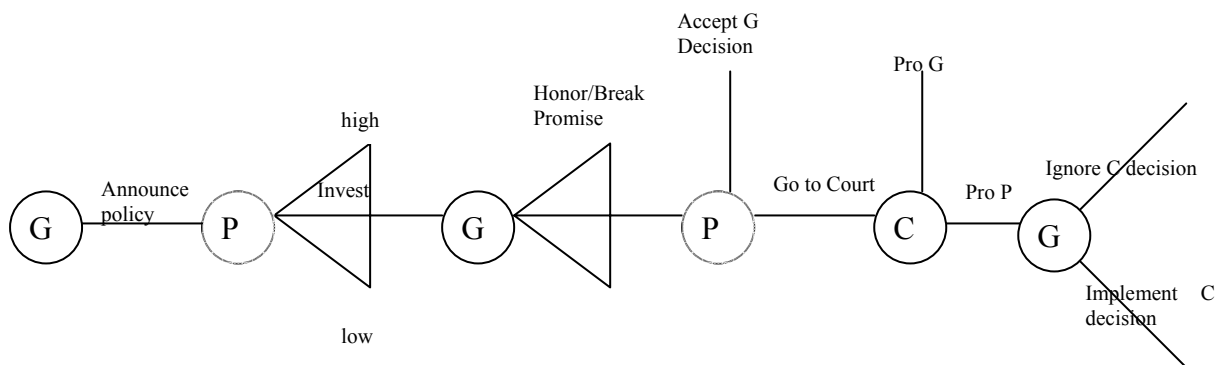 Accept G
Decision
Pro G
Honor/Break
Promise
high
Ignore C decision
Announce
policy
Invest
Go to Court
Pro P
G
P
G
P
C
G
Implement C
decision
low